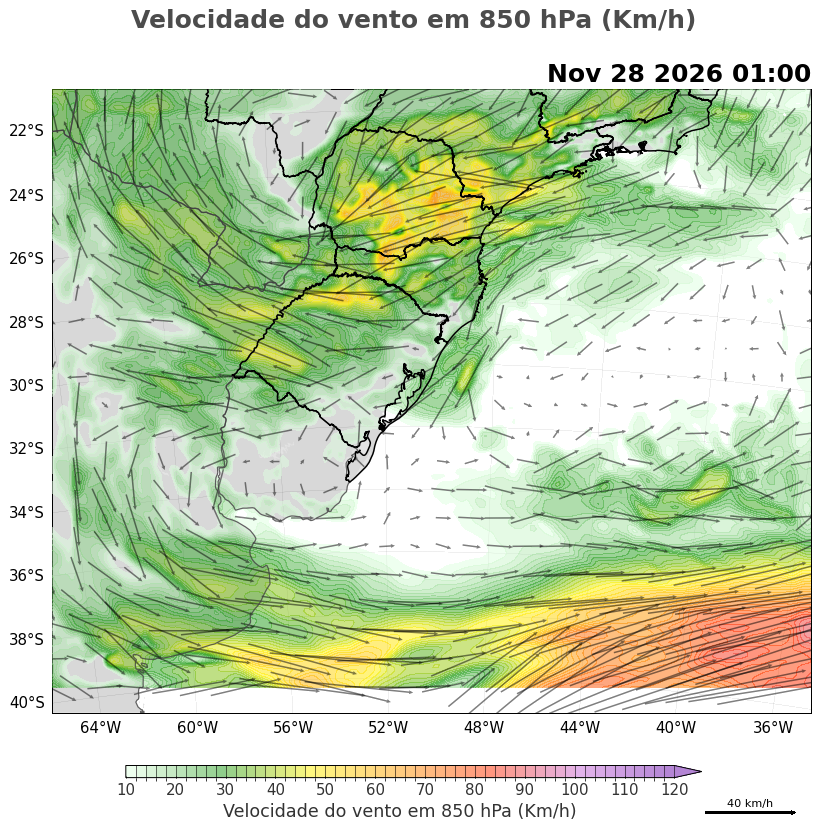 Velocidade do vento em 850 hPa (Km/h)
Nov 28 2026 01:00
22°S
24°S
26°S
28°S
30°S
32°S
34°S
36°S
38°S
40°S
64°W 60°W 56°W 52°W 48°W 44°W 40°W 36°W
10 20 30 40 50 60 70 80 90 100 110 120
Velocidade do vento em 850 hPa (Km/h)
40 km/h